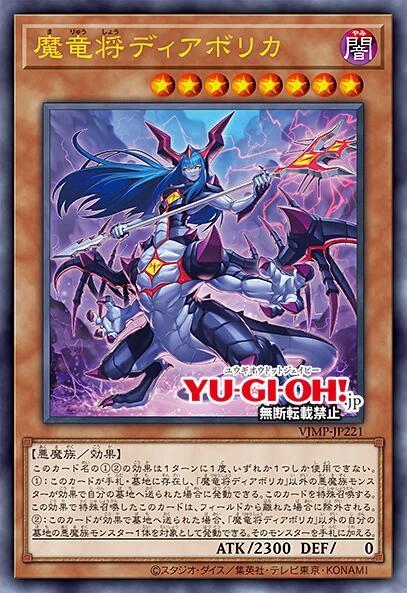 魔竜将ディアボリカ
ま りゅう しょう
闇
やみ
ユウギオウドットジェイピー
YU-GI-OH!.jp
無断転載禁止
VJMP-JP221
【悪魔族／効果】
このカード名の①②の効果は1ターンに1度、いずれか1つしか使用できない。
①：このカードが手札・墓地に存在し、「魔竜将ディアボリカ」以外の悪魔族モン
スターが効果で自分の墓地へ送られた場合に発動できる。このカードを特殊召喚する。
この効果で特殊召喚したこのカードは、フィールドから離れた場合に除外される。
②：このカードが効果で墓地へ送られた場合、「魔竜将ディアボリカ」以外の自分の
墓地の悪魔族モンスター1体を対象として発動できる。そのモンスターを手札に加える。
ATK/2300 DEF/ 0
©スタジオ・ダイス／集英社・テレビ東京・KONAMI